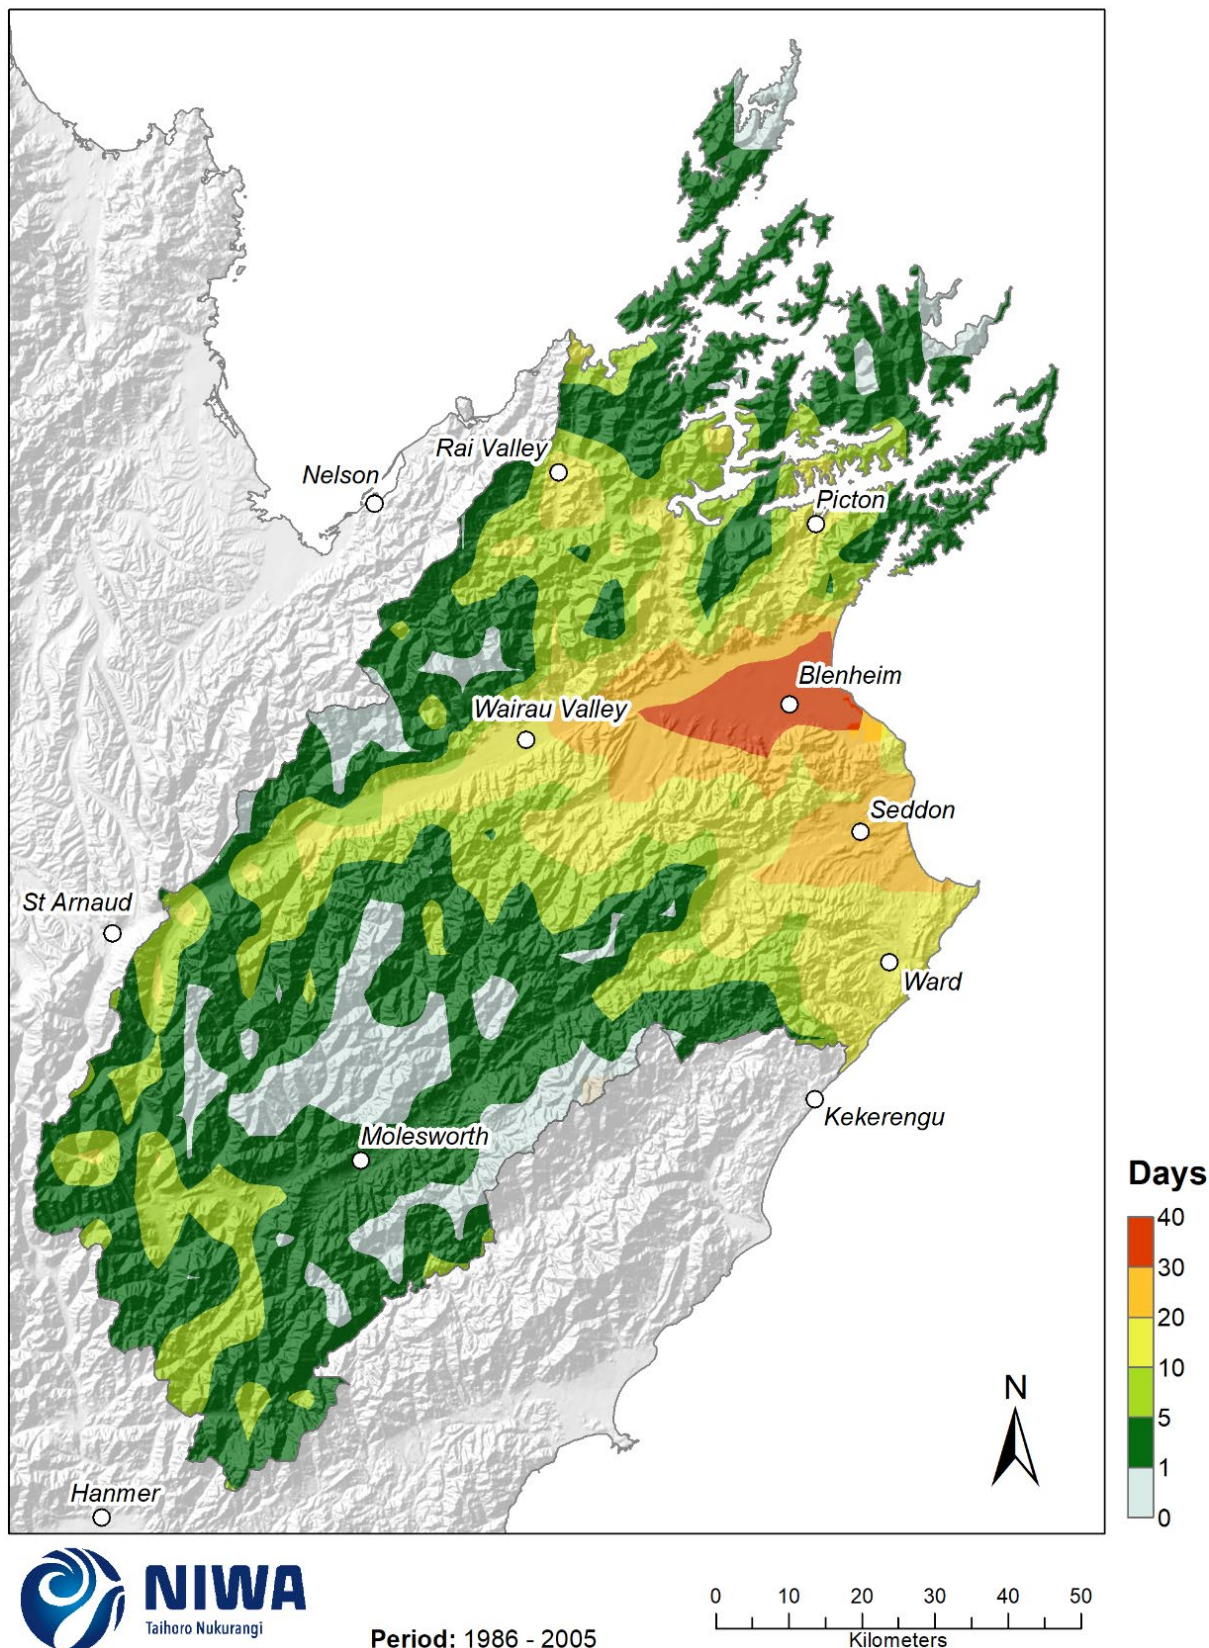 Rai Valley
Nelson
Picton
Blenheim
Wairau Valley
Seddon
St Arnaud
Ward
Kekerengu
Molesworth
Hanmer
N
Days
40
30
20
10
5
1
0
NIWA
Taihoro Nukurangi
Period: 1986 - 2005
0 10 20 30 40 50
Kilometers